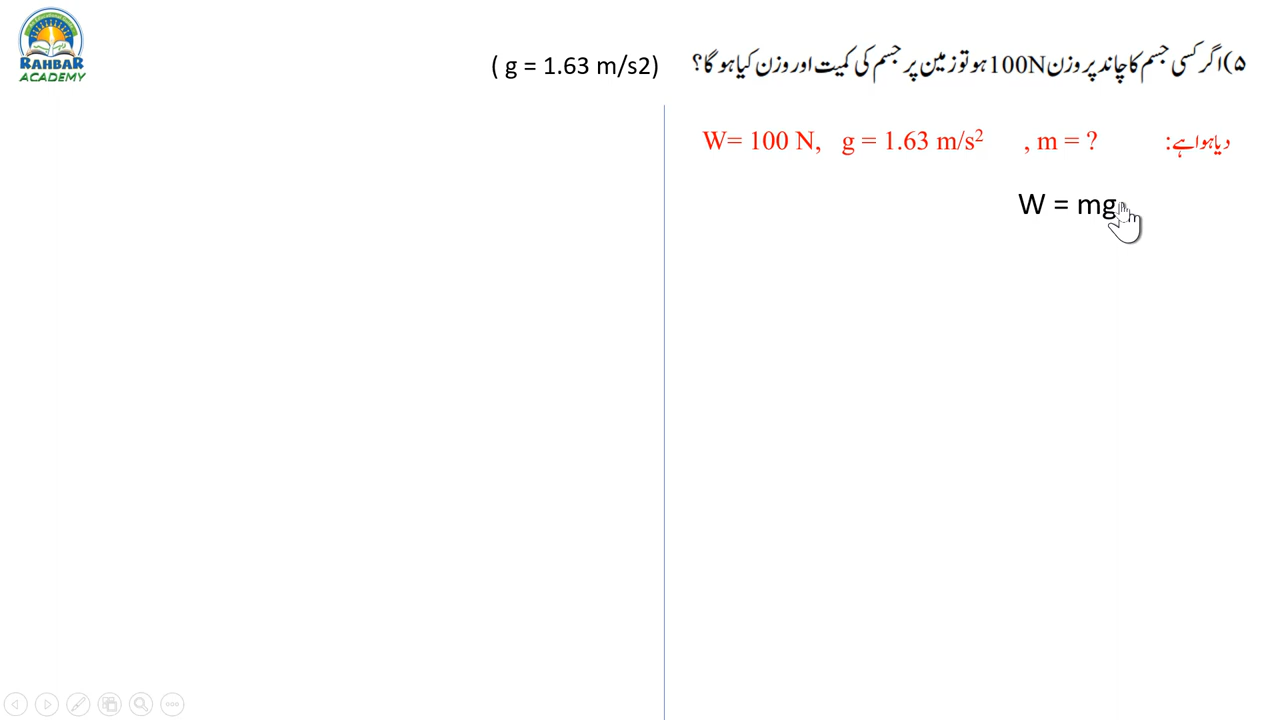 RAHBAR
ACADEMY
۵) اگر کسی جسم کا چاند پر وزن 100N ہو تو زمین پر جسم کی کمیت اور وزن کیا ہو گا؟ ( g = 1.63 m/s2)
دیا ہوا ہے: W= 100 N, g = 1.63 m/s² , m = ?
W = mg